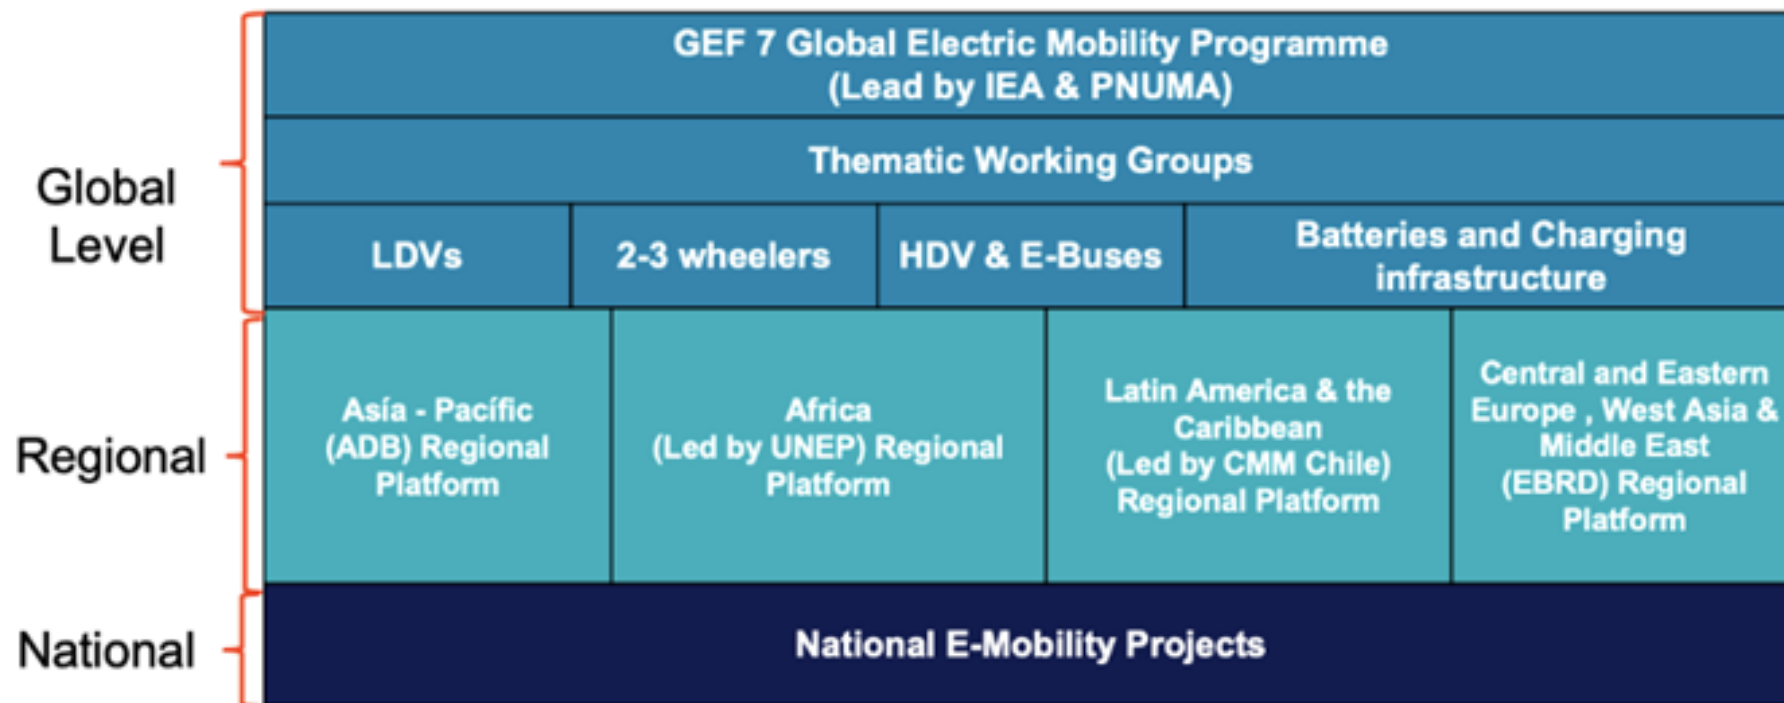 GEF 7 Global Electric Mobility Programme
(Lead by IEA & PNUMA)
Thematic Working Groups
Global
Level
LDVs
2-3 wheelers
HDV & E-Buses
Batteries and Charging
infrastructure
Regional
Asía - Pacífic
(ADB) Regional
Platform
Africa
(Led by UNEP) Regional
Platform
Latin America & the
Caribbean
(Led by CMM Chile)
Regional Platform
Central and Eastern
Europe , West Asia &
Middle East
(EBRD) Regional
Platform
National
National E-Mobility Projects